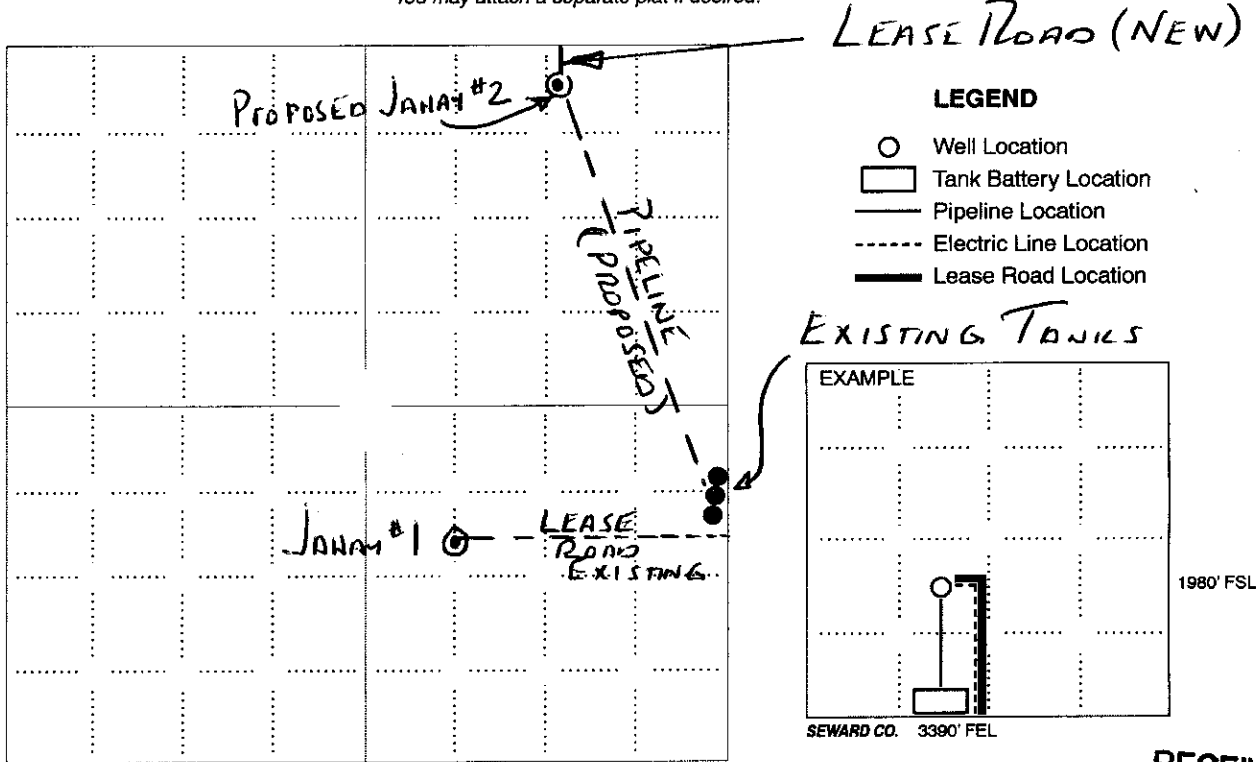 You may attach a separate plat if desired.
LEASE ROAD (NEW)
PROPOSED JANAY #2
LEGEND
Well Location
Tank Battery Location
Pipeline Location
Electric Line Location
Lease Road Location
PIPELINE
(PROPOSED)
EXISTING TANKS
JANAY #1
LEASE
ROAD
EXISTING
EXAMPLE
1980' FSL
SEWARD CO. 3390' FEL